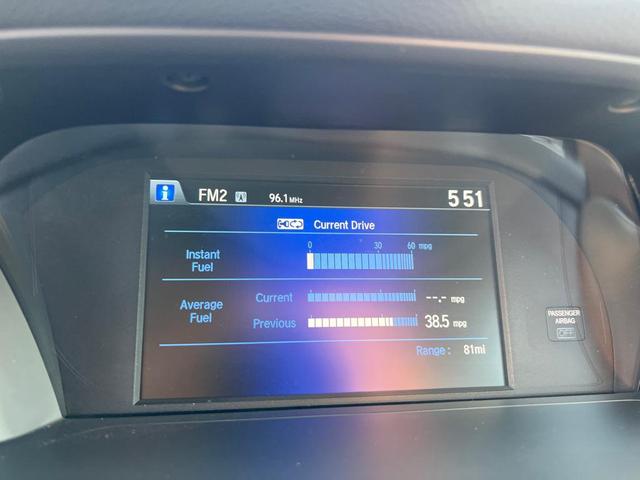 i FM2 96.1 MHz 5 51
Current Drive
0 30 60 mpg
Instant
Fuel
Average
Fuel
Current --.- mpg
Previous 38.5 mpg
Range : 81mi
PASSENGER
AIRBAG
OFF